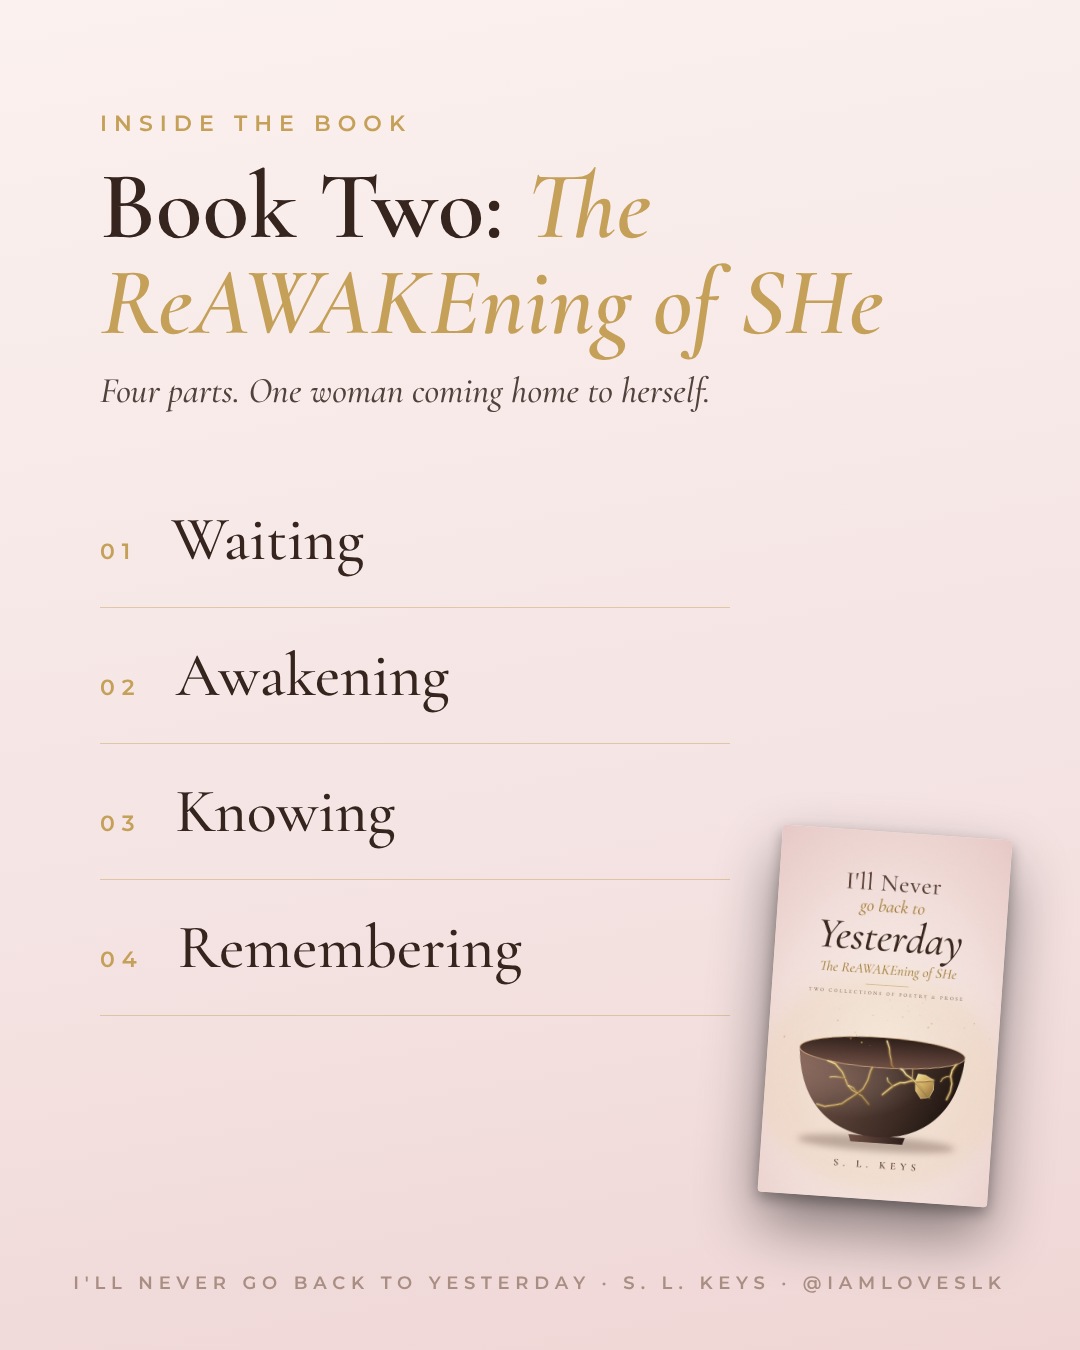 INSIDE THE BOOK
Book Two: The
ReAWAKEning of SHe
Four parts. One woman coming home to herself.
01 Waiting
02 Awakening
03 Knowing
04 Remembering
I'll Never
go back to
Yesterday
The ReAWAKEning of SHe
TWO COLLECTIONS OF POETRY & PROSE
S. L. KEYS
I'LL NEVER GO BACK TO YESTERDAY · S. L. KEYS · @IAMLOVESLK